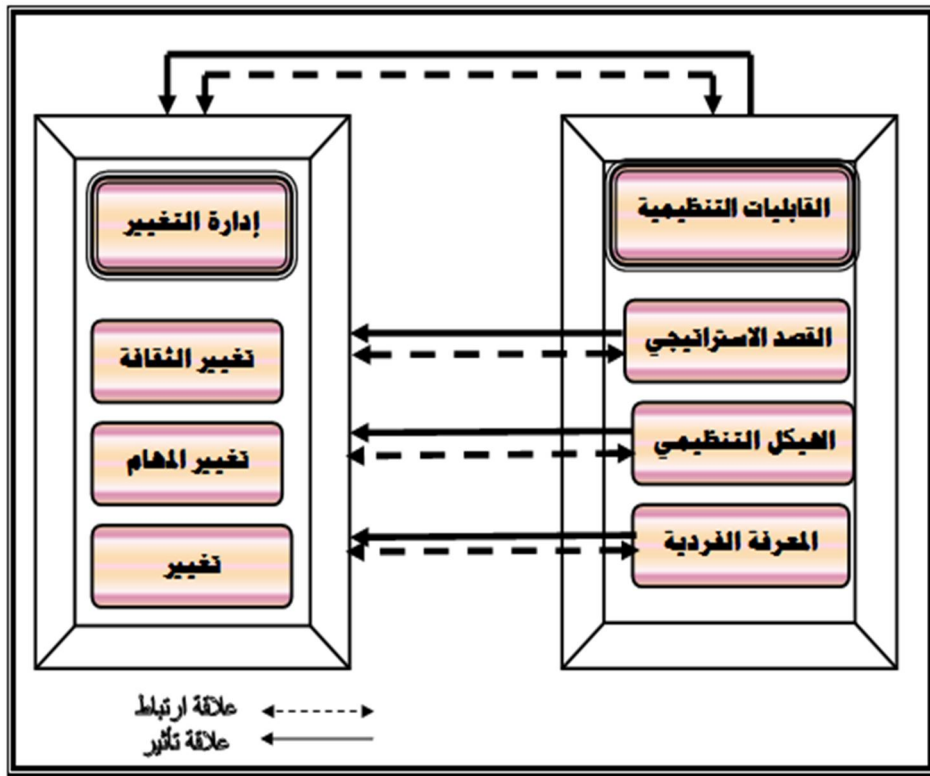 القابليات التنظيمية
القصد الاستراتيجي
الهيكل التنظيمي
المعرفة الفردية
إدارة التغيير
تغيير الثقافة
تغيير المهام
تغيير
علاقة ارتباط
علاقة تأثير